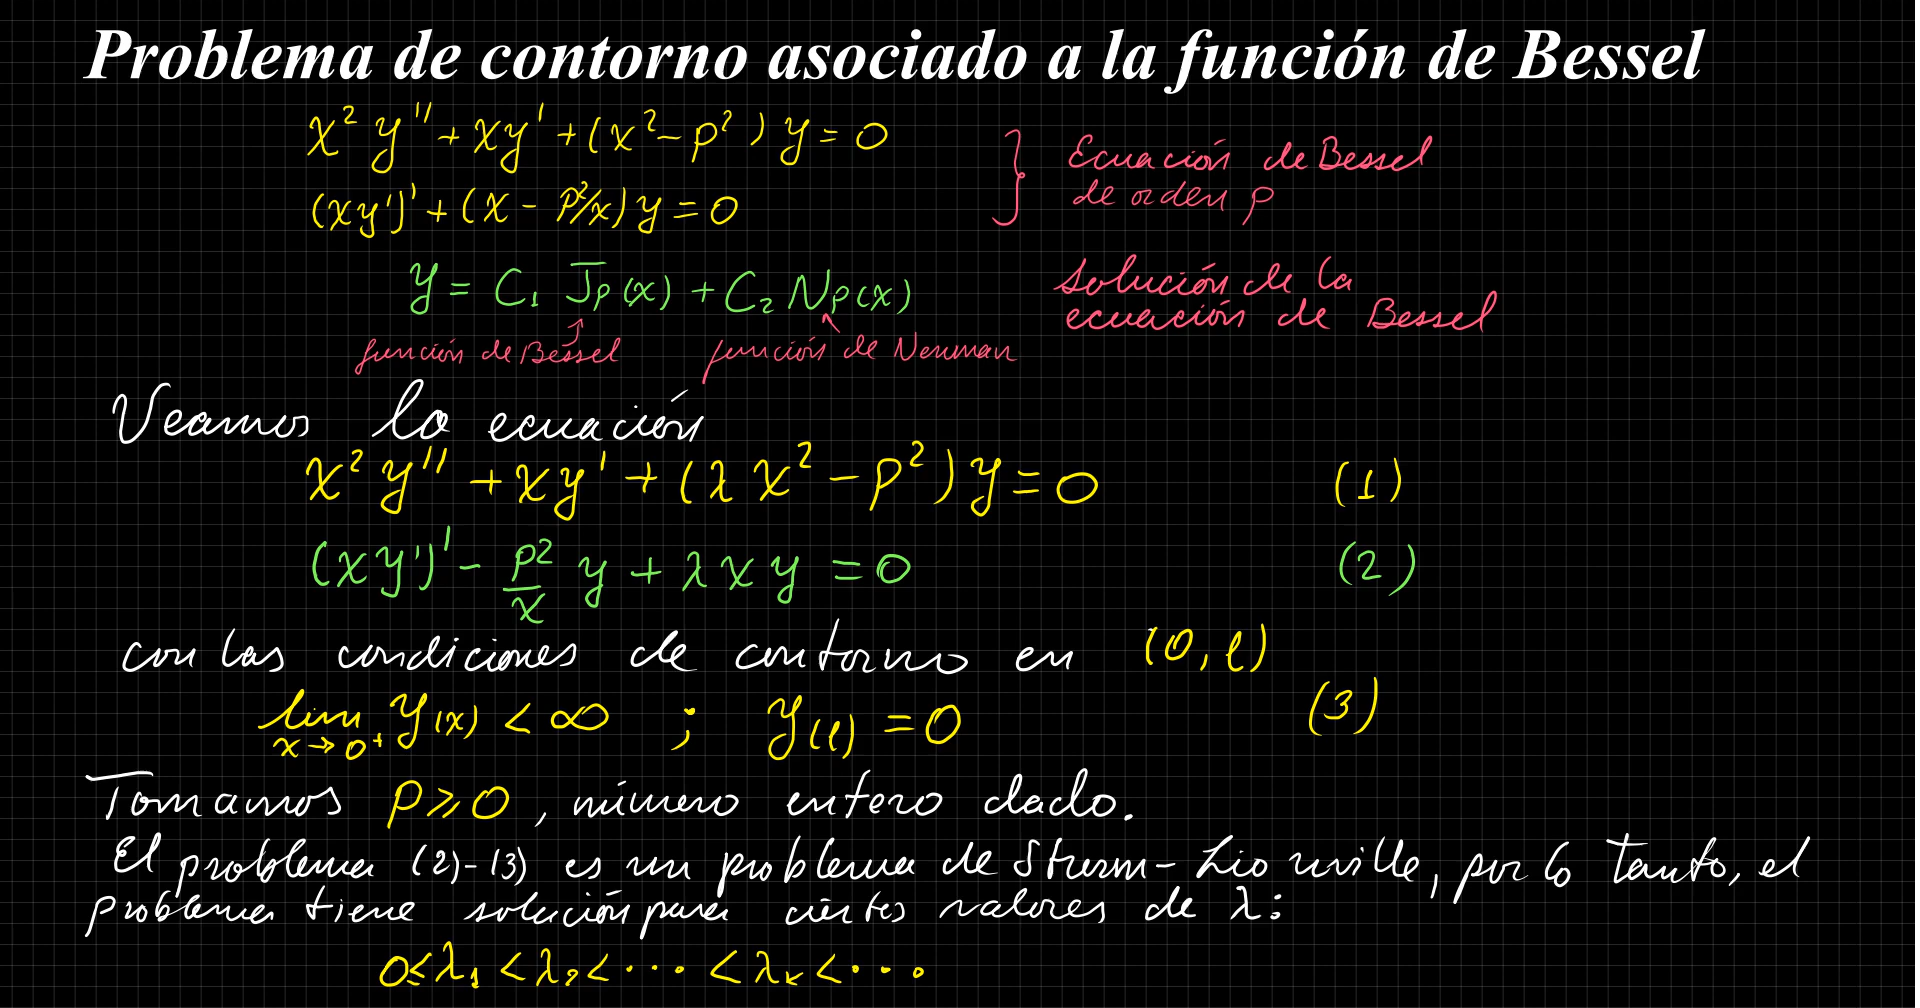 Problema de contorno asociado a la función de Bessel
x² y'' + xy' + (x² - p²) y = 0
(xy')' + (x - p²/x) y = 0
Ecuación de Bessel
de orden p
y = C₁ Jp(x) + C₂ Np(x)
solución de la
ecuación de Bessel
función de Bessel
función de Neuman
Veamos la ecuación
x² y'' + xy' + (λ x² - p²) y = 0 (1)
(xy')' - p²/x y + λ x y = 0 (2)
con las condiciones de contorno en (0, l)
lim x→0⁺ y(x) < ∞ ; y(l) = 0 (3)
Tomamos p ⩾ 0, número entero dado.
El problema (2)-(3) es un problema de Sturm-Liouville, por lo tanto, el
problema tiene solución para ciertos valores de λ:
0 ≤ λ₁ < λ₂ < ... < λₖ < ...